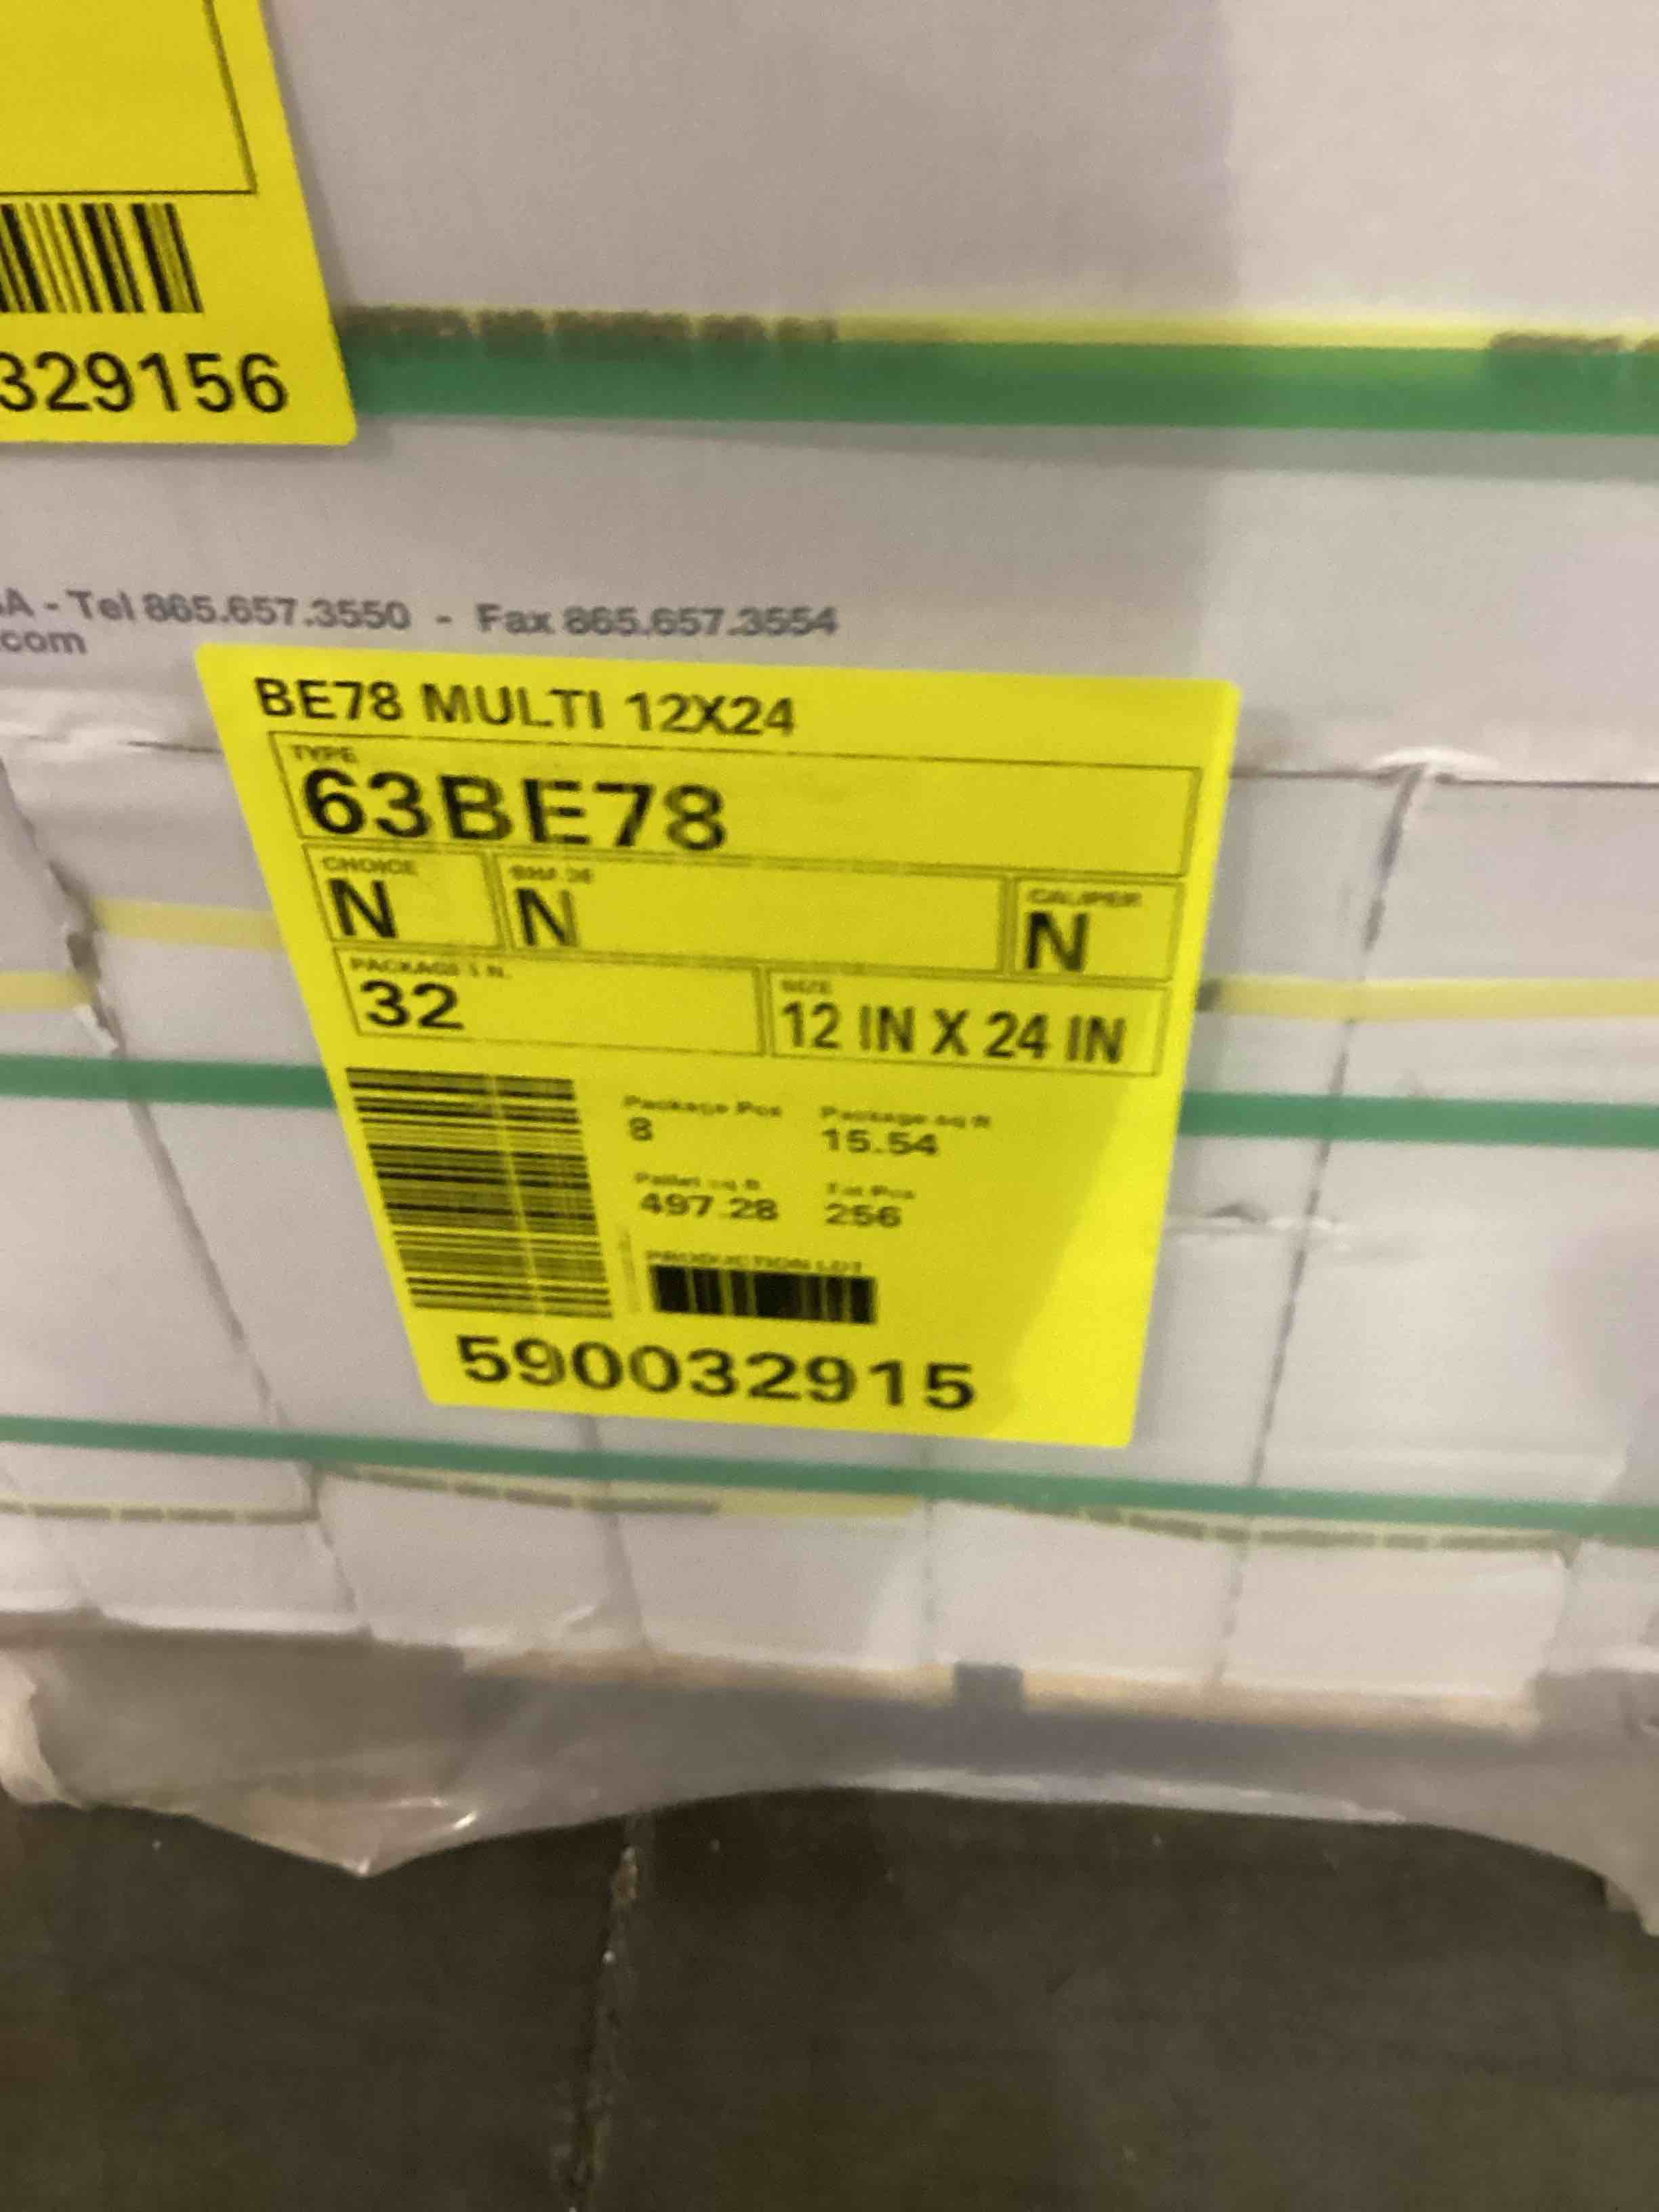 329156
A - Tel 865.657.3550 - Fax 865.657.3554
.com
BE78 MULTI 12X24
TYPE
63BE78
CHOICE
N
SHADE
N
CALIPER
N
PACKAGES N.
32
SIZE
12 IN X 24 IN
Package Pcs
8
Package sq ft
15.54
Pallet sq ft
497.28
Tot Pcs
256
PRODUCTION LOT
590032915